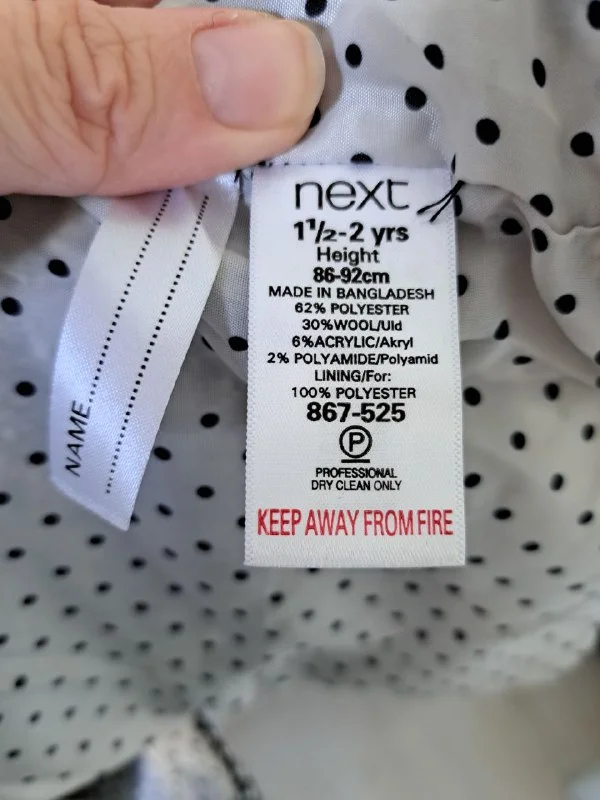 next
1½-2 yrs
Height
86-92cm
MADE IN BANGLADESH
62% POLYESTER
30%WOOL/Uld
6%ACRYLIC/Akryl
2% POLYAMIDE/Polyamid
LINING/For:
100% POLYESTER
867-525
P
PROFESSIONAL
DRY CLEAN ONLY
KEEP AWAY FROM FIRE
NAME